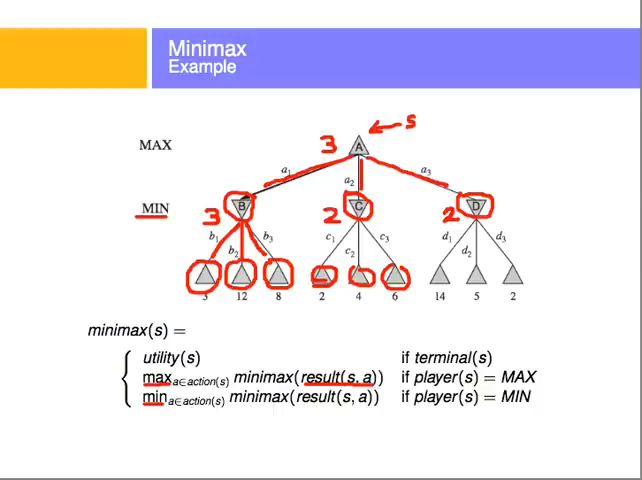 Minimax
Example
s
MAX
3
A
a1
a2
a3
MIN
3
B
2
C
2
D
b1
b2
b3
c1
c2
c3
d1
d2
d3
3
12
8
2
4
6
14
5
2
minimax(s) =
utility(s) if terminal(s)
max a∈action(s) minimax(result(s, a)) if player(s) = MAX
min a∈action(s) minimax(result(s, a)) if player(s) = MIN